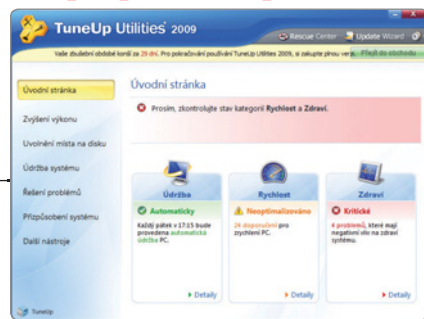 TuneUp Utilities 2009
Rescue Center Update Wizard
Vaše zkušební období končí za 29 dní. Pro pokračování používání TuneUp Utilities 2009, si zakupte plnou verzi. Přejít do obchodu
Úvodní stránka
Zvýšení výkonu
Uvolnění místa na disku
Údržba systému
Řešení problémů
Přizpůsobení systému
Další nástroje
TuneUp
Úvodní stránka
Prosím, zkontrolujte stav kategorií Rychlost a Zdraví.
Údržba
Automaticky
Každý pátek v 17:15 bude
provedena automatická
údržba PC.
Detaily
Rychlost
Neoptimalizováno
24 doporučení pro
zrychlení PC.
Detaily
Zdraví
Kritické
4 problemů, které mají
negativní vliv na zdraví
systému.
Detaily